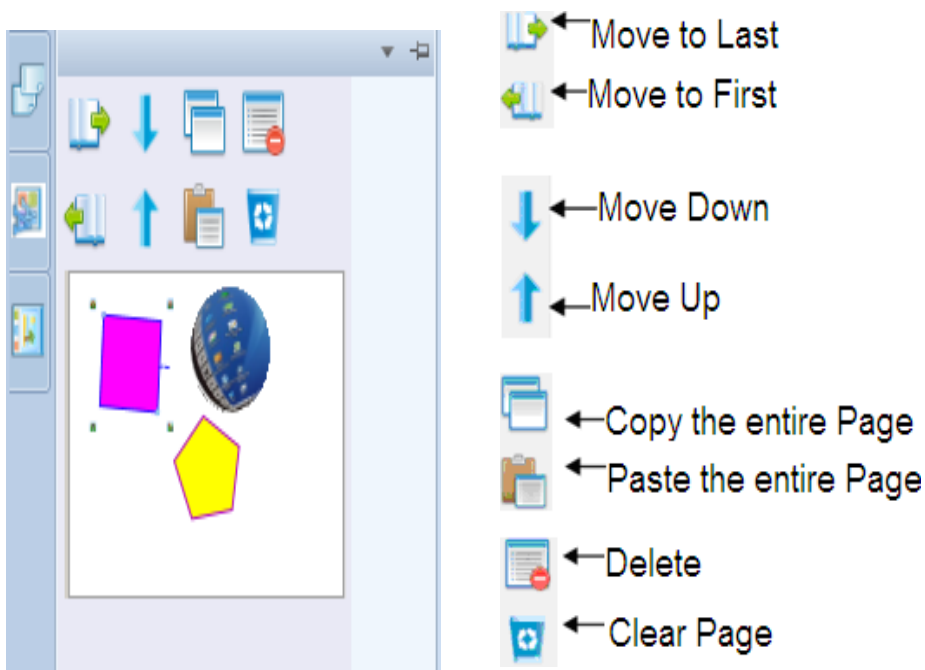 Move to Last
Move to First
Move Down
Move Up
Copy the entire Page
Paste the entire Page
Delete
Clear Page